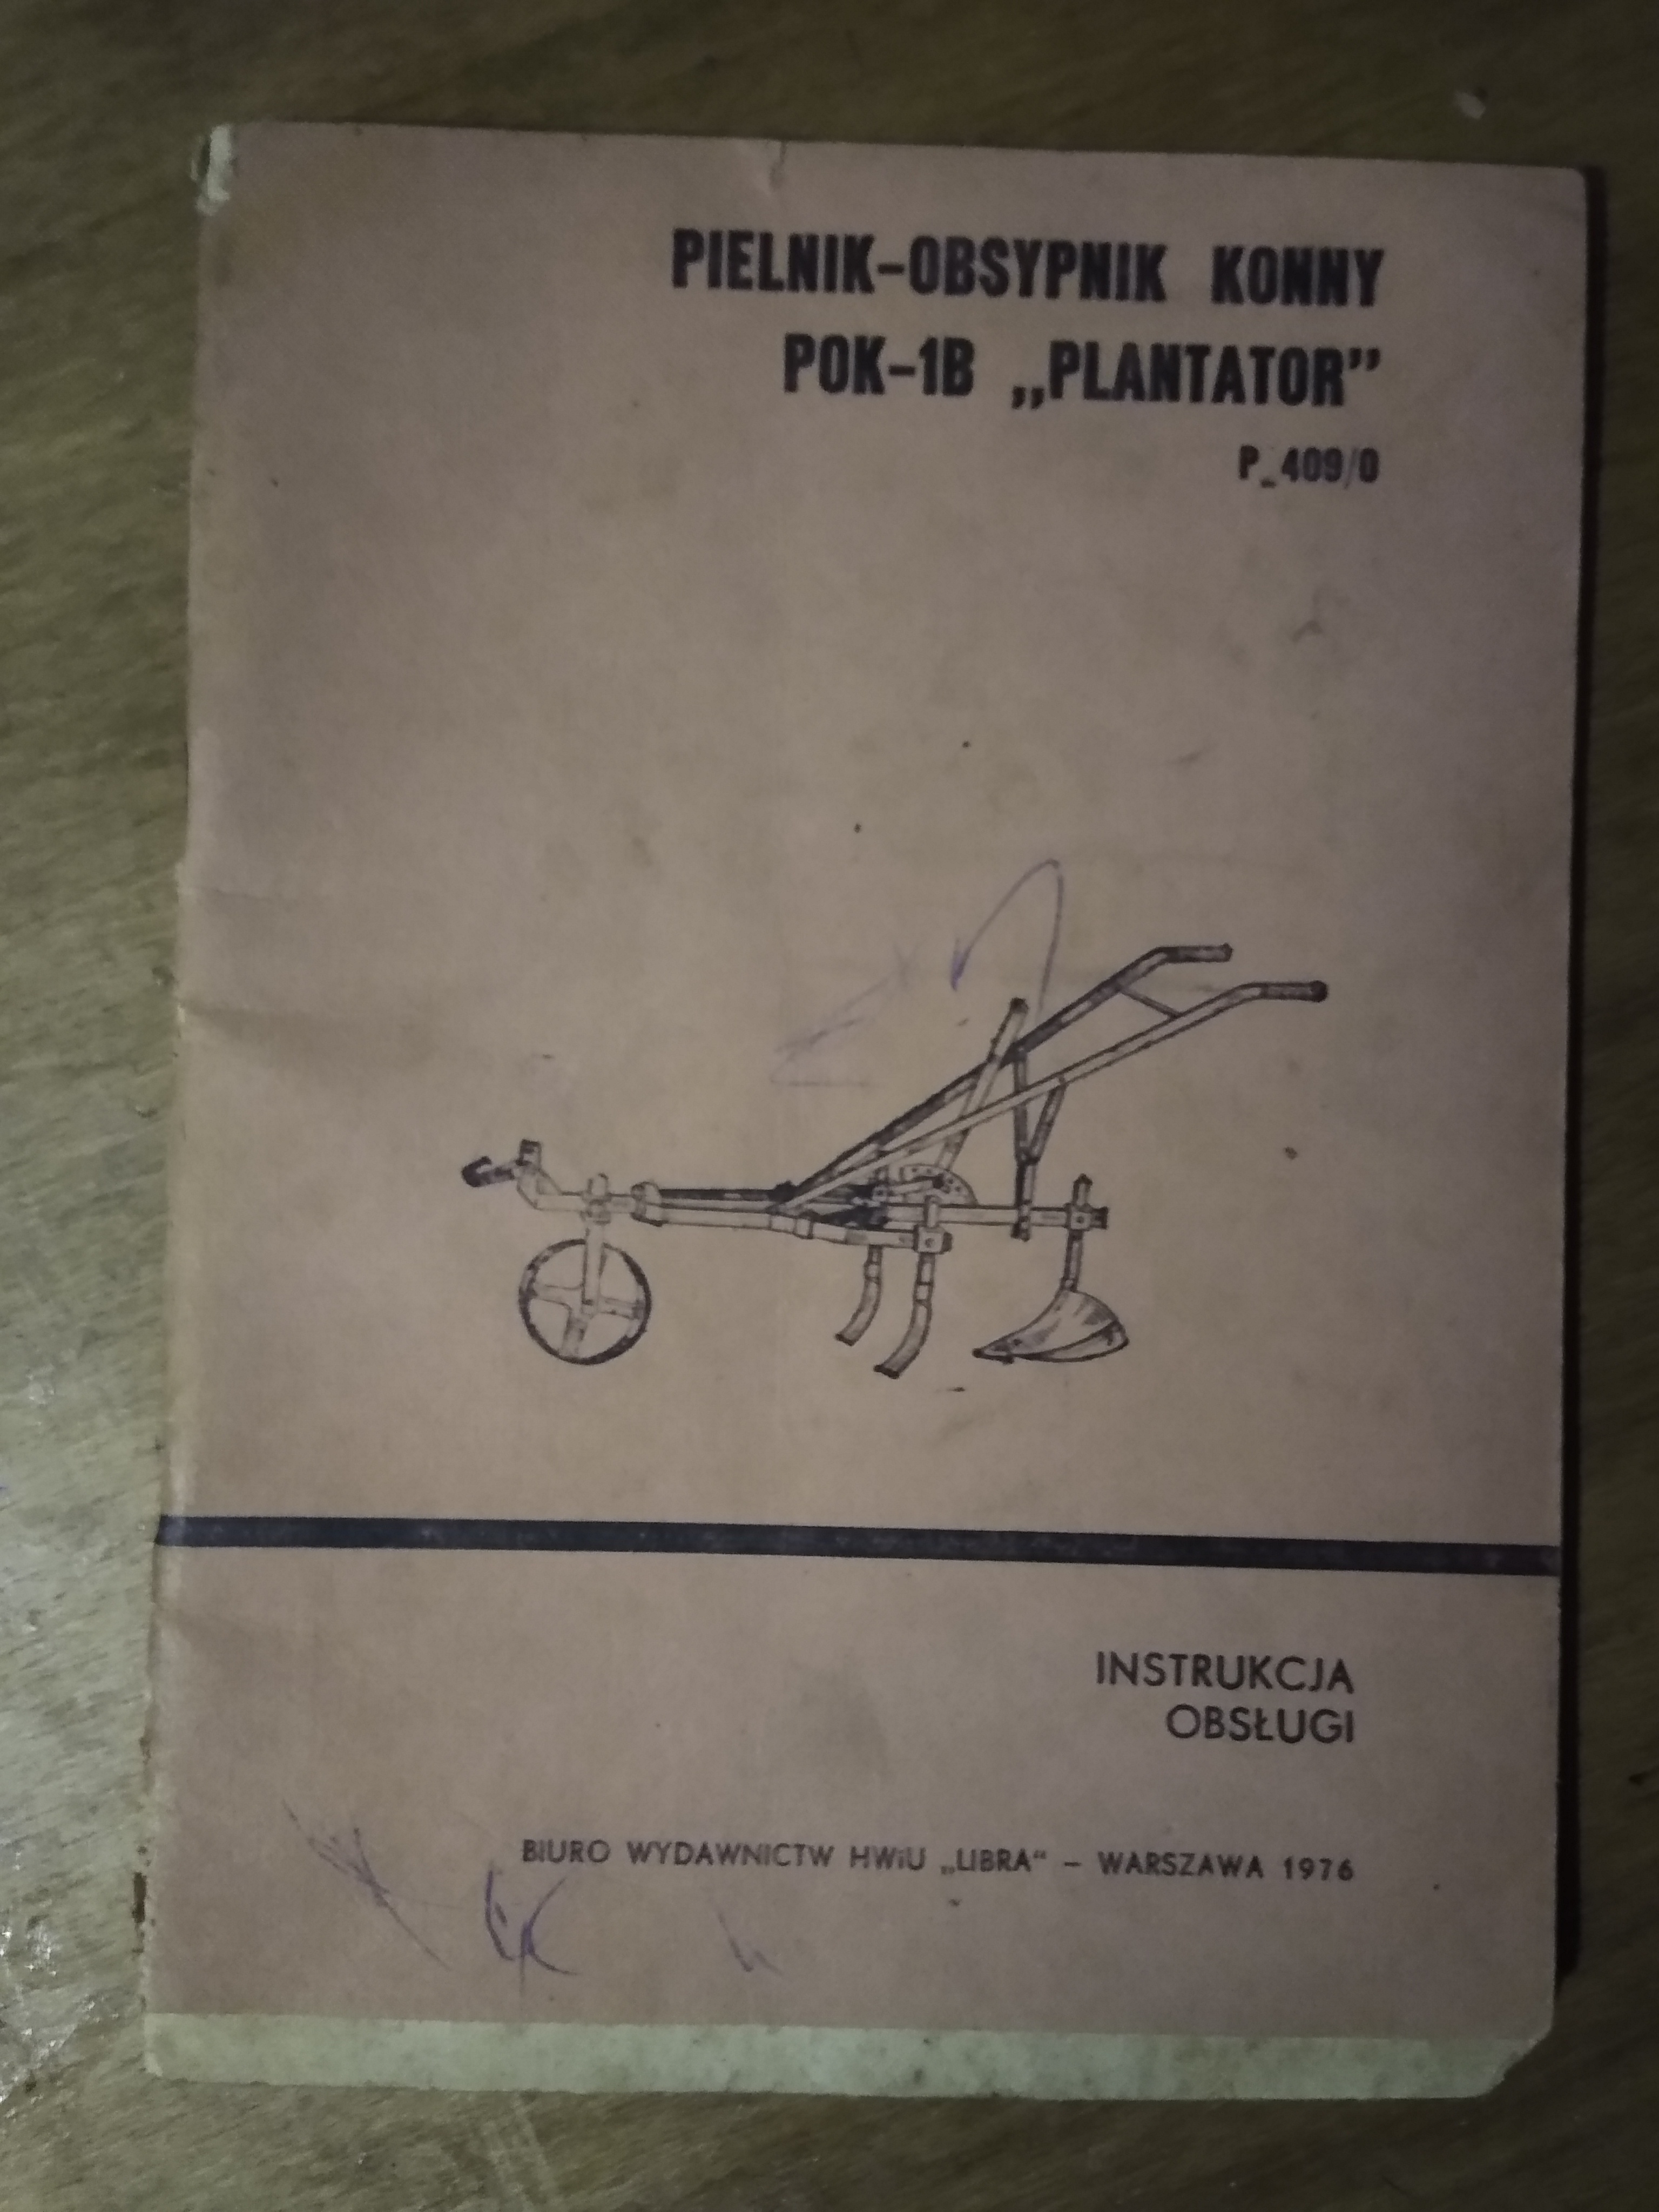 PIELNIK-OBSYPNIK KONNY
POK-1B „PLANTATOR”
P_409/0
INSTRUKCJA
OBSŁUGI
BIURO WYDAWNICTW HWiU „LIBRA“ – WARSZAWA 1976